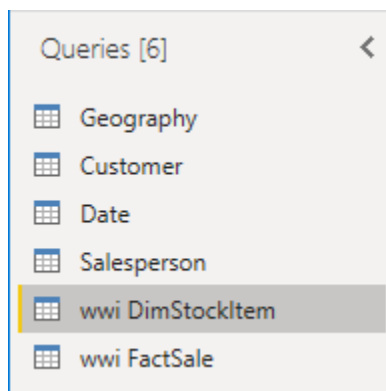 Queries [6]
Geography
Customer
Date
Salesperson
wwi DimStockItem
wwi FactSale